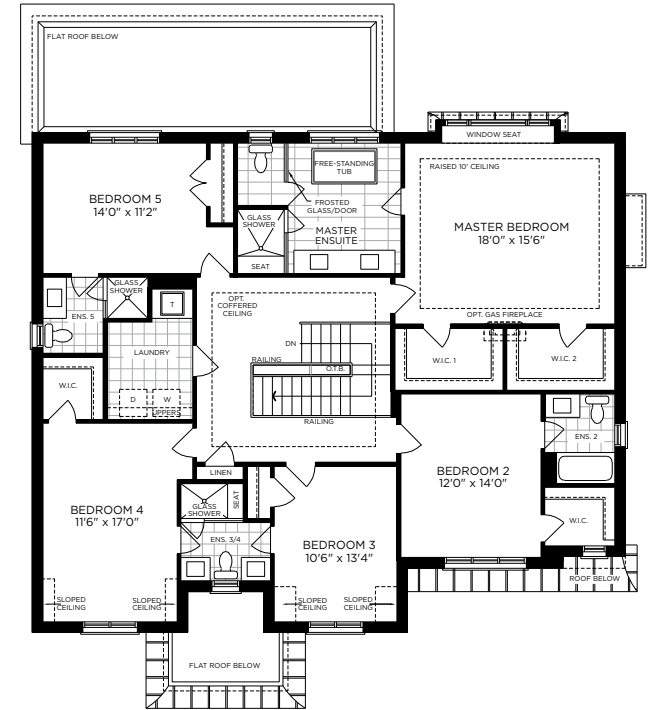 FLAT ROOF BELOW
WINDOW SEAT
FREE-STANDING
TUB
RAISED 10' CEILING
BEDROOM 5
14'0" x 11'2"
FROSTED
GLASS/DOOR
GLASS
SHOWER
MASTER
ENSUITE
MASTER BEDROOM
18'0" x 15'6"
SEAT
GLASS
SHOWER
OPT.
COFFERED
CEILING
T
ENS. 5
OPT. GAS FIREPLACE
DN
LAUNDRY
RAILING
O.T.B.
W.I.C. 1
W.I.C. 2
W.I.C.
D
W
UPPERS
RAILING
ENS. 2
LINEN
BEDROOM 2
12'0" x 14'0"
SEAT
GLASS
SHOWER
BEDROOM 4
11'6" x 17'0"
W.I.C.
ENS. 3/4
BEDROOM 3
10'6" x 13'4"
ROOF BELOW
SLOPED
CEILING
SLOPED
CEILING
SLOPED
CEILING
SLOPED
CEILING
FLAT ROOF BELOW